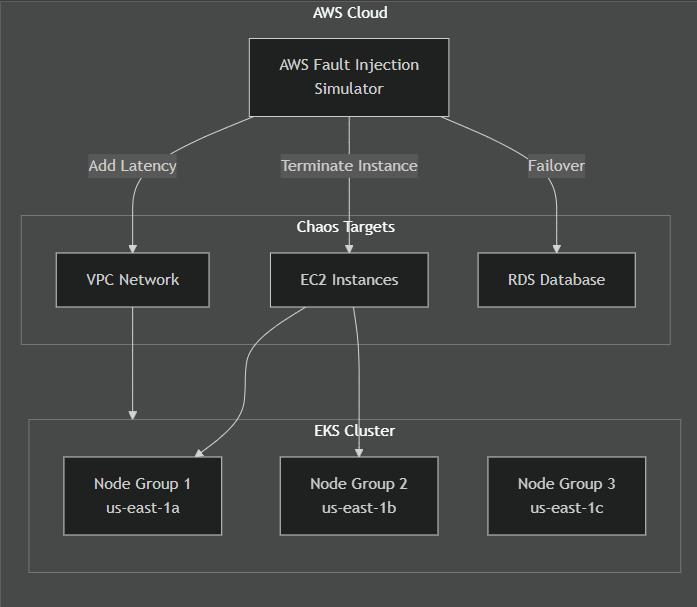 AWS Cloud
AWS Fault Injection
Simulator
Add Latency
Terminate Instance
Failover
Chaos Targets
VPC Network
EC2 Instances
RDS Database
EKS Cluster
Node Group 1
us-east-1a
Node Group 2
us-east-1b
Node Group 3
us-east-1c